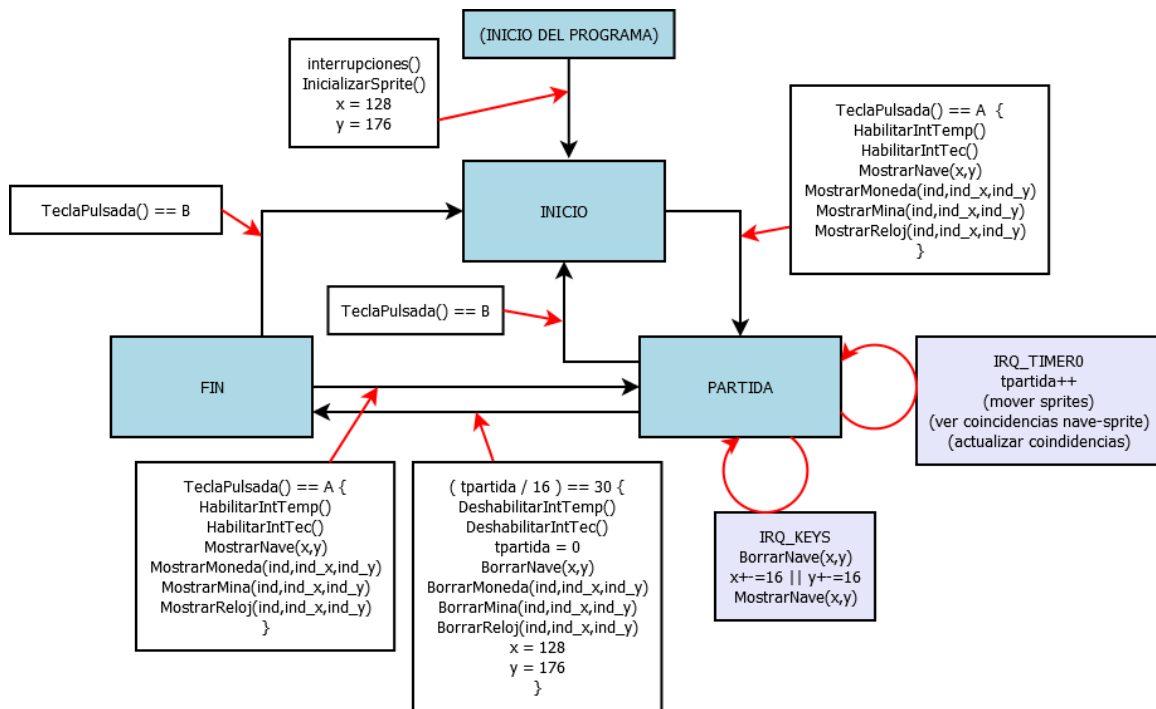 (INICIO DEL PROGRAMA)
interrupciones()
InicializarSprite()
x = 128
y = 176
TeclaPulsada() == A {
HabilitarIntTemp()
HabilitarIntTec()
MostrarNave(x,y)
MostrarMoneda(ind,ind_x,ind_y)
MostrarMina(ind,ind_x,ind_y)
MostrarReloj(ind,ind_x,ind_y)
}
TeclaPulsada() == B
INICIO
TeclaPulsada() == B
FIN
PARTIDA
IRQ_TIMER0
tpartida++
(mover sprites)
(ver coincidencias nave-sprite)
(actualizar coindidencias)
TeclaPulsada() == A {
HabilitarIntTemp()
HabilitarIntTec()
MostrarNave(x,y)
MostrarMoneda(ind,ind_x,ind_y)
MostrarMina(ind,ind_x,ind_y)
MostrarReloj(ind,ind_x,ind_y)
}
( tpartida / 16 ) == 30 {
DeshabilitarIntTemp()
DeshabilitarIntTec()
tpartida = 0
BorrarNave(x,y)
BorrarMoneda(ind,ind_x,ind_y)
BorrarMina(ind,ind_x,ind_y)
BorrarReloj(ind,ind_x,ind_y)
x = 128
y = 176
}
IRQ_KEYS
BorrarNave(x,y)
x+-=16 || y+-=16
MostrarNave(x,y)